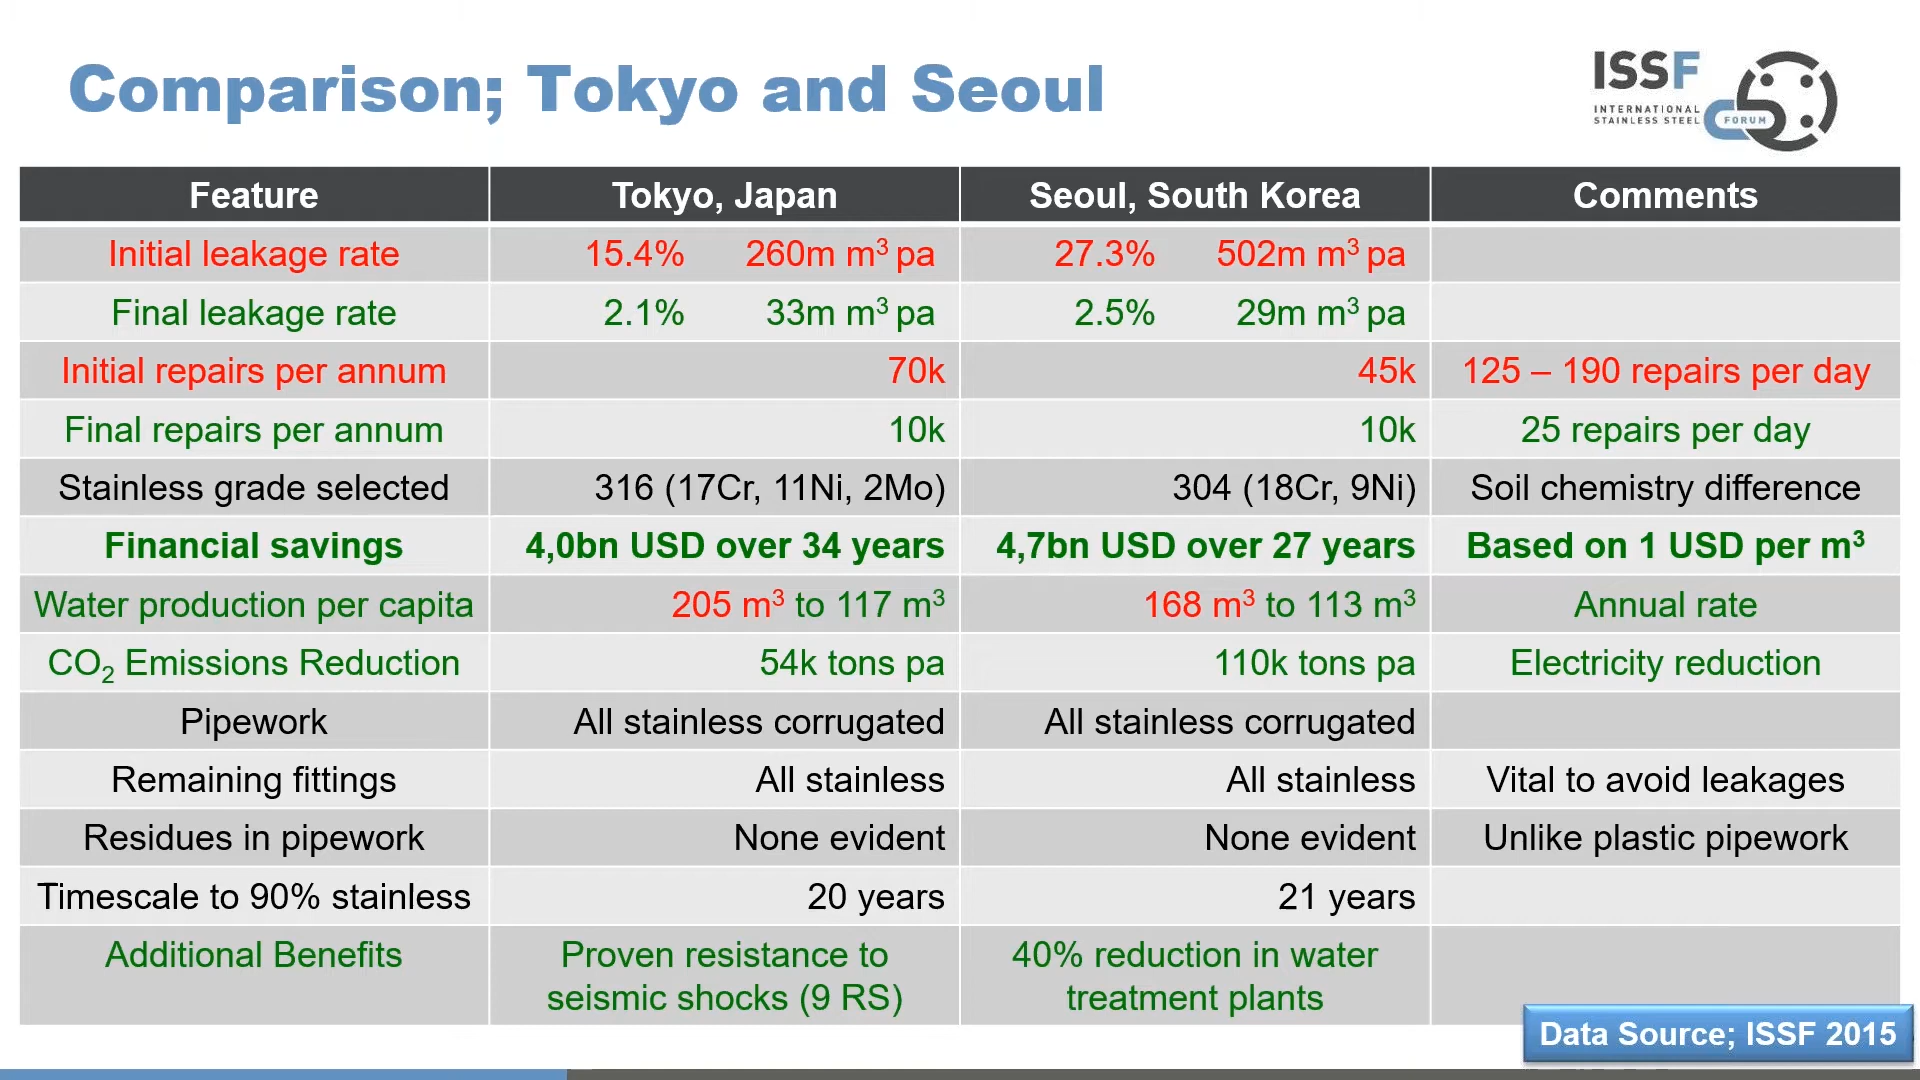 Comparison; Tokyo and Seoul
ISSF
INTERNATIONAL
STAINLESS STEEL
FORUM
Feature Tokyo, Japan Seoul, South Korea Comments
Initial leakage rate 15.4% 260m m³ pa 27.3% 502m m³ pa
Final leakage rate 2.1% 33m m³ pa 2.5% 29m m³ pa
Initial repairs per annum 70k 45k 125 – 190 repairs per day
Final repairs per annum 10k 10k 25 repairs per day
Stainless grade selected 316 (17Cr, 11Ni, 2Mo) 304 (18Cr, 9Ni) Soil chemistry difference
Financial savings 4,0bn USD over 34 years 4,7bn USD over 27 years Based on 1 USD per m³
Water production per capita 205 m³ to 117 m³ 168 m³ to 113 m³ Annual rate
CO₂ Emissions Reduction 54k tons pa 110k tons pa Electricity reduction
Pipework All stainless corrugated All stainless corrugated
Remaining fittings All stainless All stainless Vital to avoid leakages
Residues in pipework None evident None evident Unlike plastic pipework
Timescale to 90% stainless 20 years 21 years
Additional Benefits Proven resistance to 40% reduction in water
seismic shocks (9 RS) treatment plants
Data Source; ISSF 2015